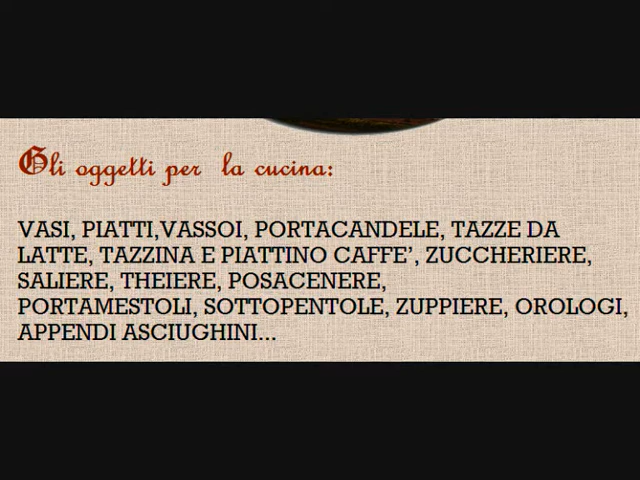 Gli oggetti per la cucina:
VASI, PIATTI,VASSOI, PORTACANDELE, TAZZE DA
LATTE, TAZZINA E PIATTINO CAFFE’, ZUCCHERIERE,
SALIERE, THEIERE, POSACENERE,
PORTAMESTOLI, SOTTOPENTOLE, ZUPPIERE, OROLOGI,
APPENDI ASCIUGHINI...